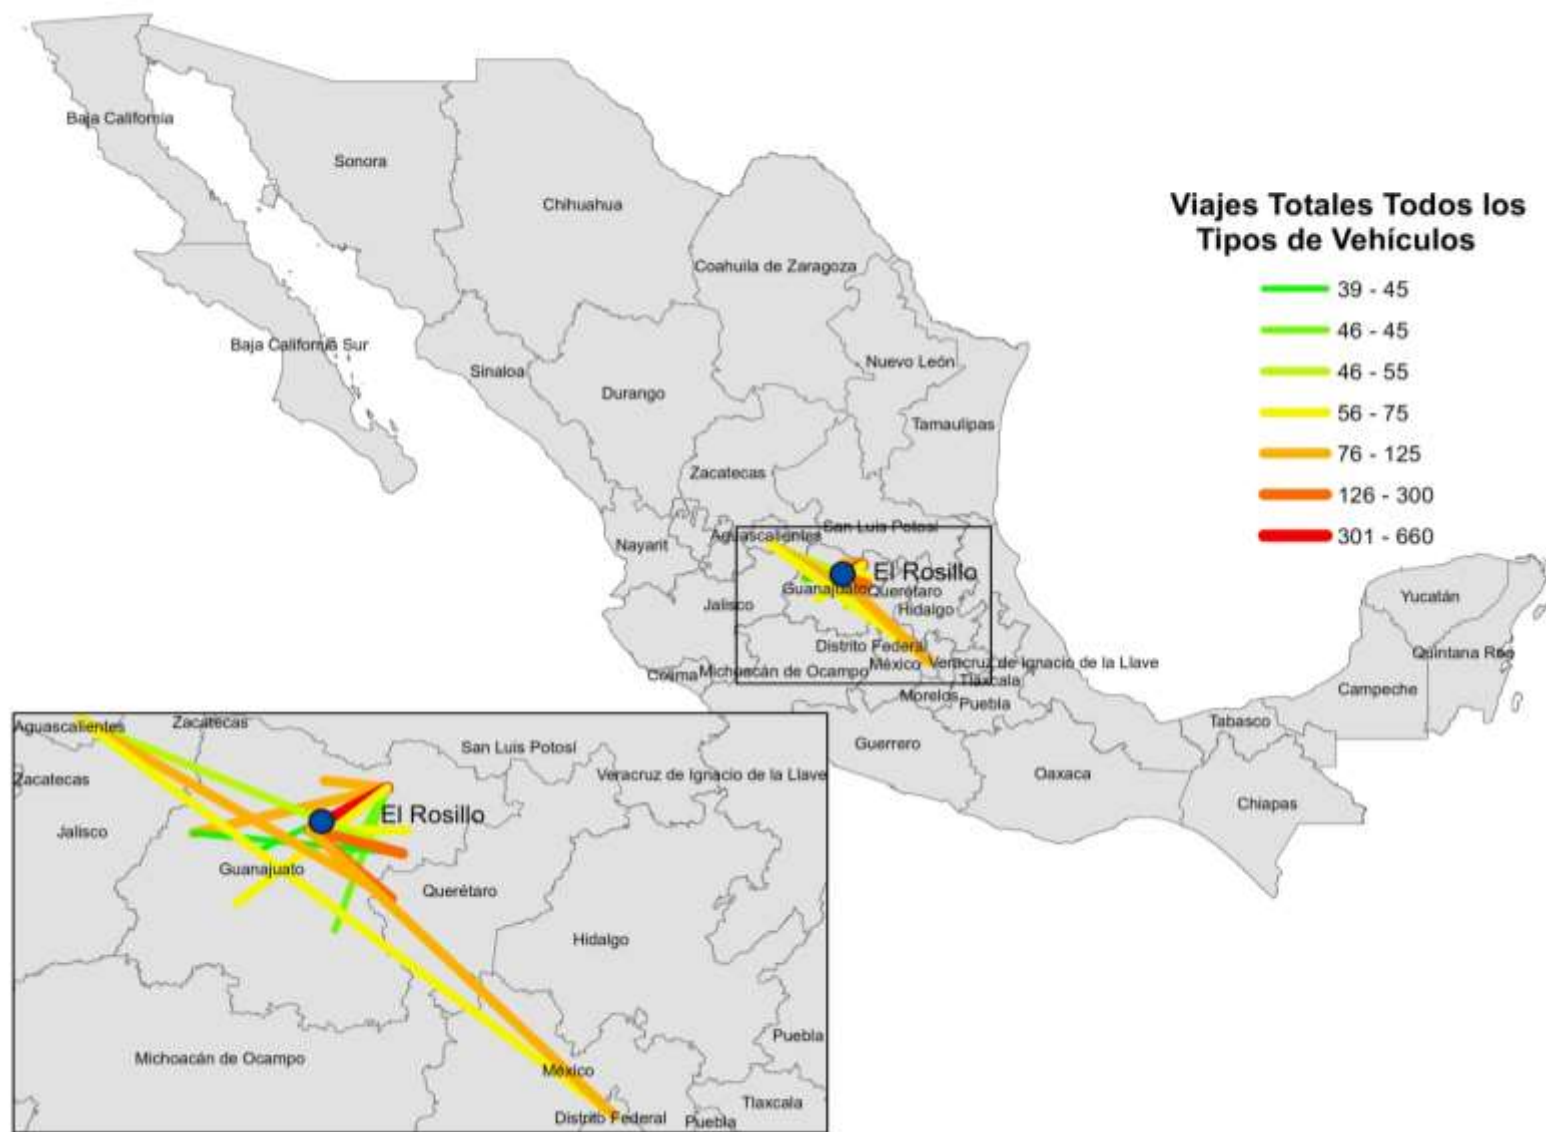 Baja California
Sonora
Chihuahua
Viajes Totales Todos los
Tipos de Vehículos
Coahuila de Zaragoza
39 - 45
46 - 45
Baja California Sur
Nuevo León
Sinaloa
46 - 55
Durango
56 - 75
Tamaulipas
76 - 125
Zacatecas
126 - 300
San Luis Potosí
301 - 660
Aguascalientes
Nayarit
El Rosillo
Guanajuato
Querétaro
Yucatán
Jalisco
Hidalgo
Distrito Federal
Quintana Roo
México
Veracruz de Ignacio de la Llave
Colima
Michoacán de Ocampo
Tlaxcala
Campeche
Morelos
Puebla
Tabasco
Guerrero
Oaxaca
Chiapas
Aguascalientes
Zacatecas
San Luis Potosí
Zacatecas
Veracruz de Ignacio de la Llave
El Rosillo
Jalisco
Guanajuato
Querétaro
Hidalgo
Puebla
Michoacán de Ocampo
México
Tlaxcala
Distrito Federal
Puebla